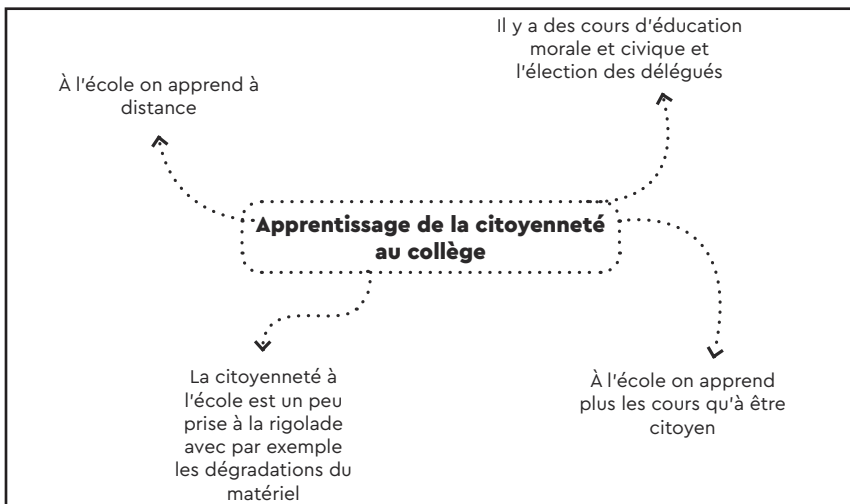 Il y a des cours d'éducation
morale et civique et
l'élection des délégués
À l'école on apprend à
distance
Apprentissage de la citoyenneté
au collège
La citoyenneté à
l'école est un peu
prise à la rigolade
avec par exemple
les dégradations du
matériel
À l'école on apprend
plus les cours qu'à être
citoyen